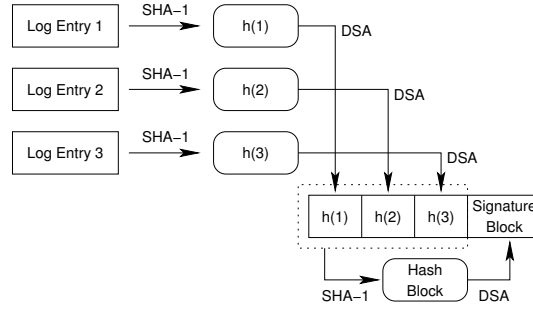 Log Entry 1
SHA−1
h(1)
DSA
Log Entry 2
SHA−1
h(2)
DSA
Log Entry 3
SHA−1
h(3)
DSA
h(1)
h(2)
h(3)
Signature
Block
SHA−1
Hash
Block
DSA